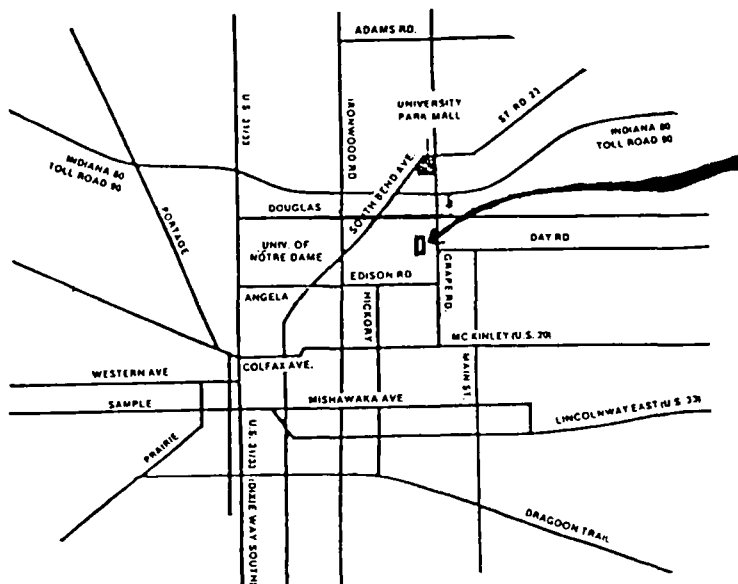 ADAMS RD.
UNIVERSITY
PARK MALL
ST. RD 23
U.S. 31/33
IRONWOOD RD
SOUTH BEND AVE.
INDIANA 80
TOLL ROAD 90
INDIANA 80
TOLL ROAD 90
PORTAGE
DOUGLAS
UNIV. OF
NOTRE DAME
DAY RD
EDISON RD
ANGELA
GRAPE RD.
HICKORY
MC KINLEY (U.S. 20)
COLFAX AVE.
MAIN ST.
WESTERN AVE
SAMPLE
MISHAWAKA AVE
LINCOLNWAY EAST (U.S. 33)
PRAIRIE
U.S. 31/33 (DIXIE WAY SOUTH)
DRAGOON TRAIL